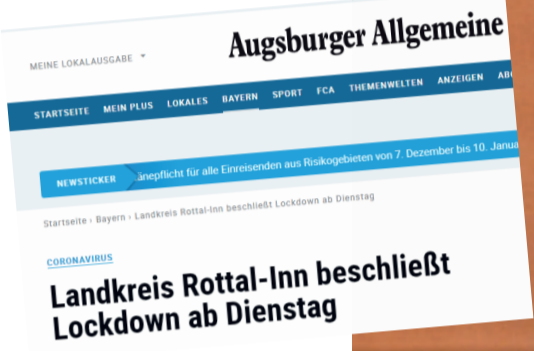 Augsburger Allgemeine
MEINE LOKALAUSGABE
STARTSEITE MEIN PLUS LOKALES BAYERN SPORT FCA THEMENWELTEN ANZEIGEN
NEWSTICKER änepflicht für alle Einreisenden aus Risikogebieten von 7. Dezember bis 10. Janua
Startseite › Bayern › Landkreis Rottal-Inn beschließt Lockdown ab Dienstag
CORONAVIRUS
Landkreis Rottal-Inn beschließt
Lockdown ab Dienstag